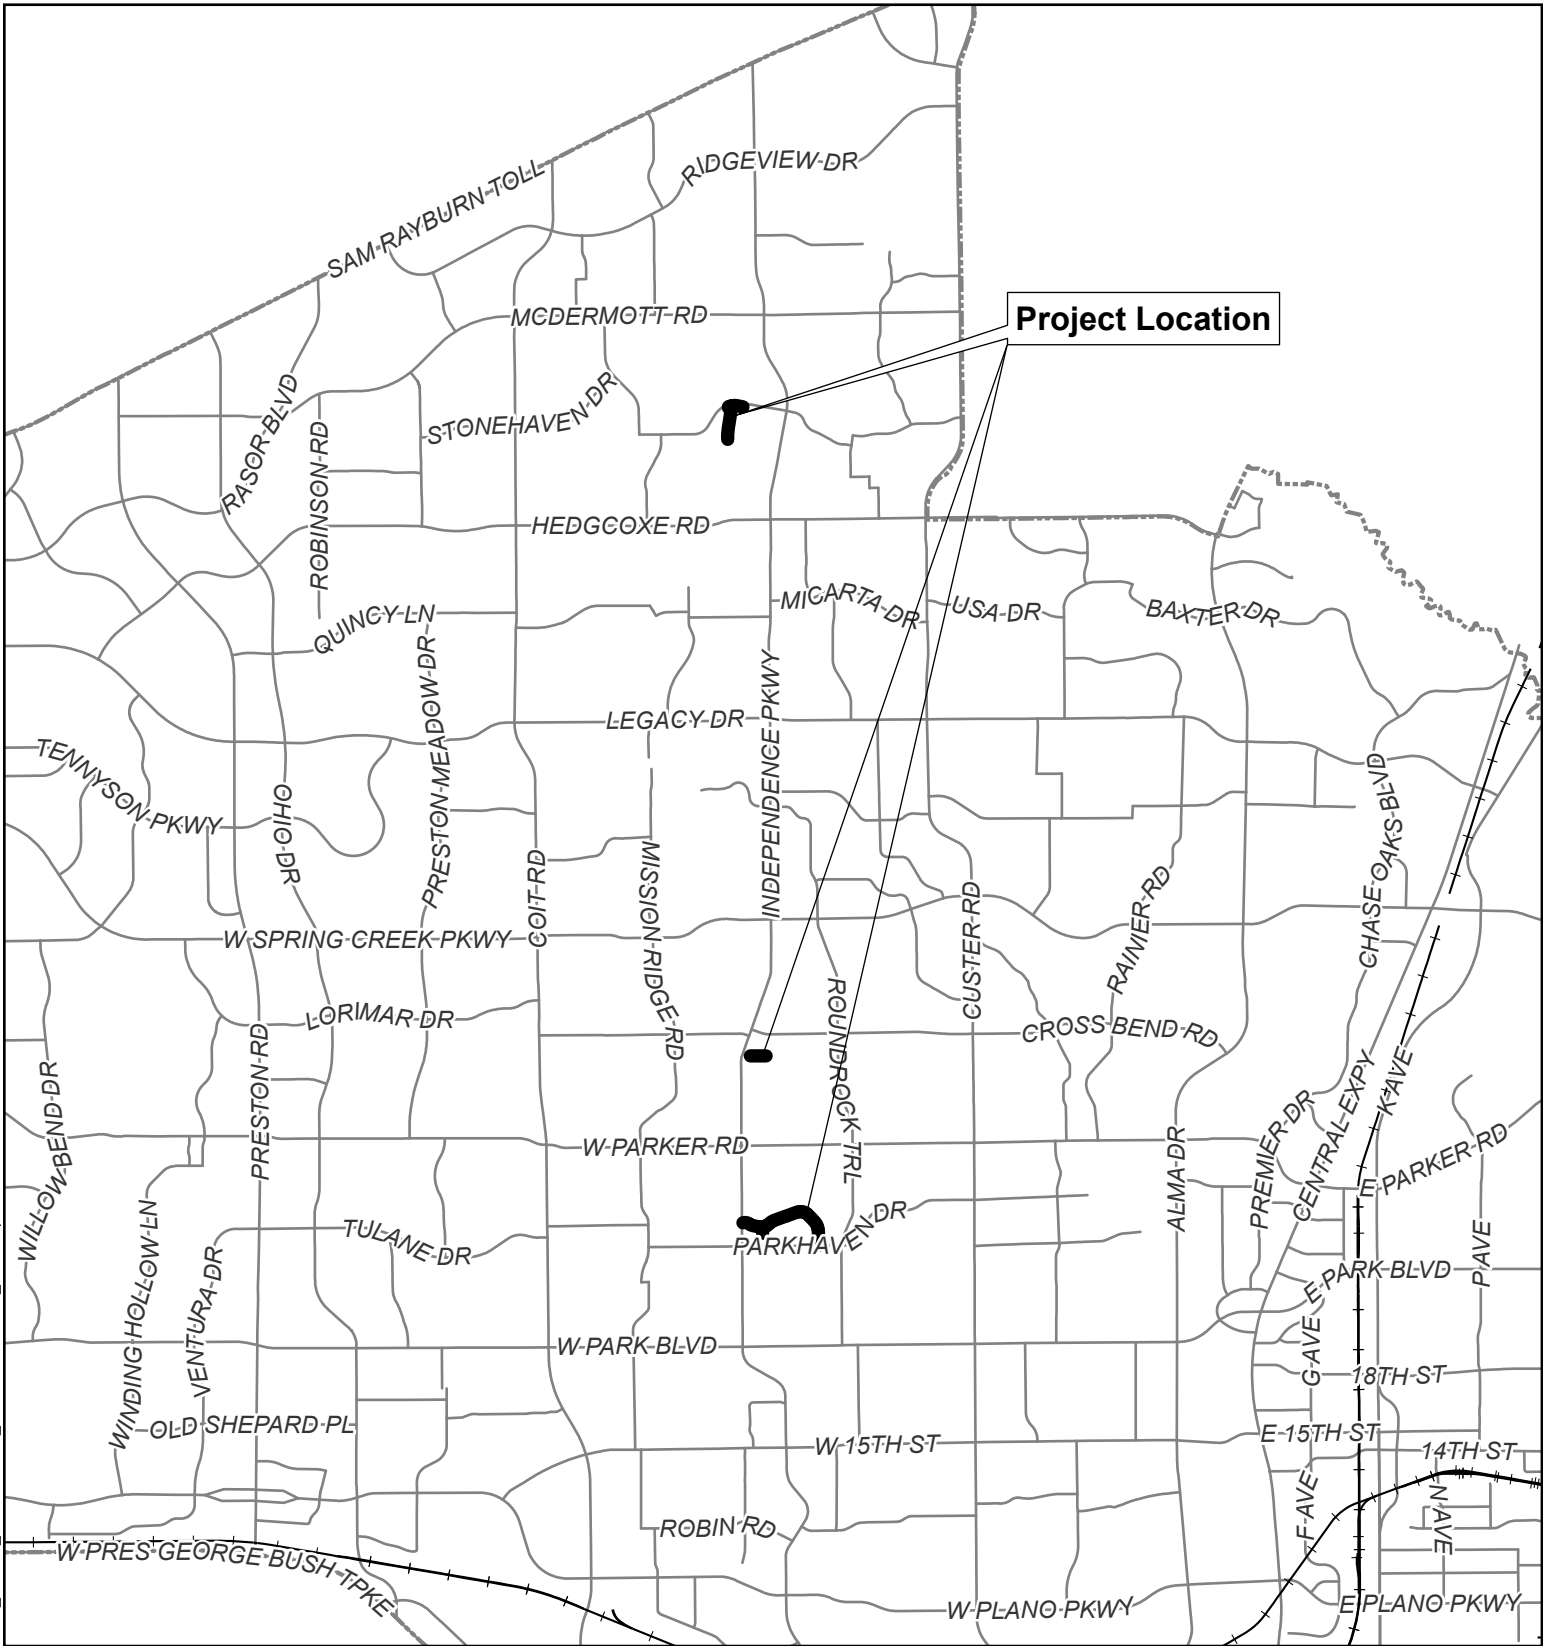 RIDGEVIEW DR
SAM RAYBURN TOLL
MCDERMOTT RD
Project Location
RASOR BLVD
STONEHAVEN DR
ROBINSON RD
HEDGCOXE RD
MICARTA DR
USA DR
BAXTER DR
QUINCY LN
PRESTON MEADOW DR
INDEPENDENCE PKWY
LEGACY DR
TENNYSON PKWY
OHIO DR
CHASE OAKS BLVD
COIT RD
MISSION RIDGE RD
RAINIER RD
CUSTER RD
W SPRING CREEK PKWY
LORIMAR DR
ROUNDROCK TRL
CROSS BEND RD
PRESTON RD
WILLOW BEND DR
K AVE
CENTRAL EXPY
PREMIER DR
W PARKER RD
ALMA DR
E PARKER RD
WINDING HOLLOW LN
TULANE DR
PARKHAVEN DR
VENTURA DR
P AVE
E PARK BLVD
W PARK BLVD
G AVE
18TH ST
OLD SHEPARD PL
W 15TH ST
E 15TH ST
14TH ST
F AVE
N AVE
ROBIN RD
W PRES GEORGE BUSH TPKE
W PLANO PKWY
E PLANO PKWY